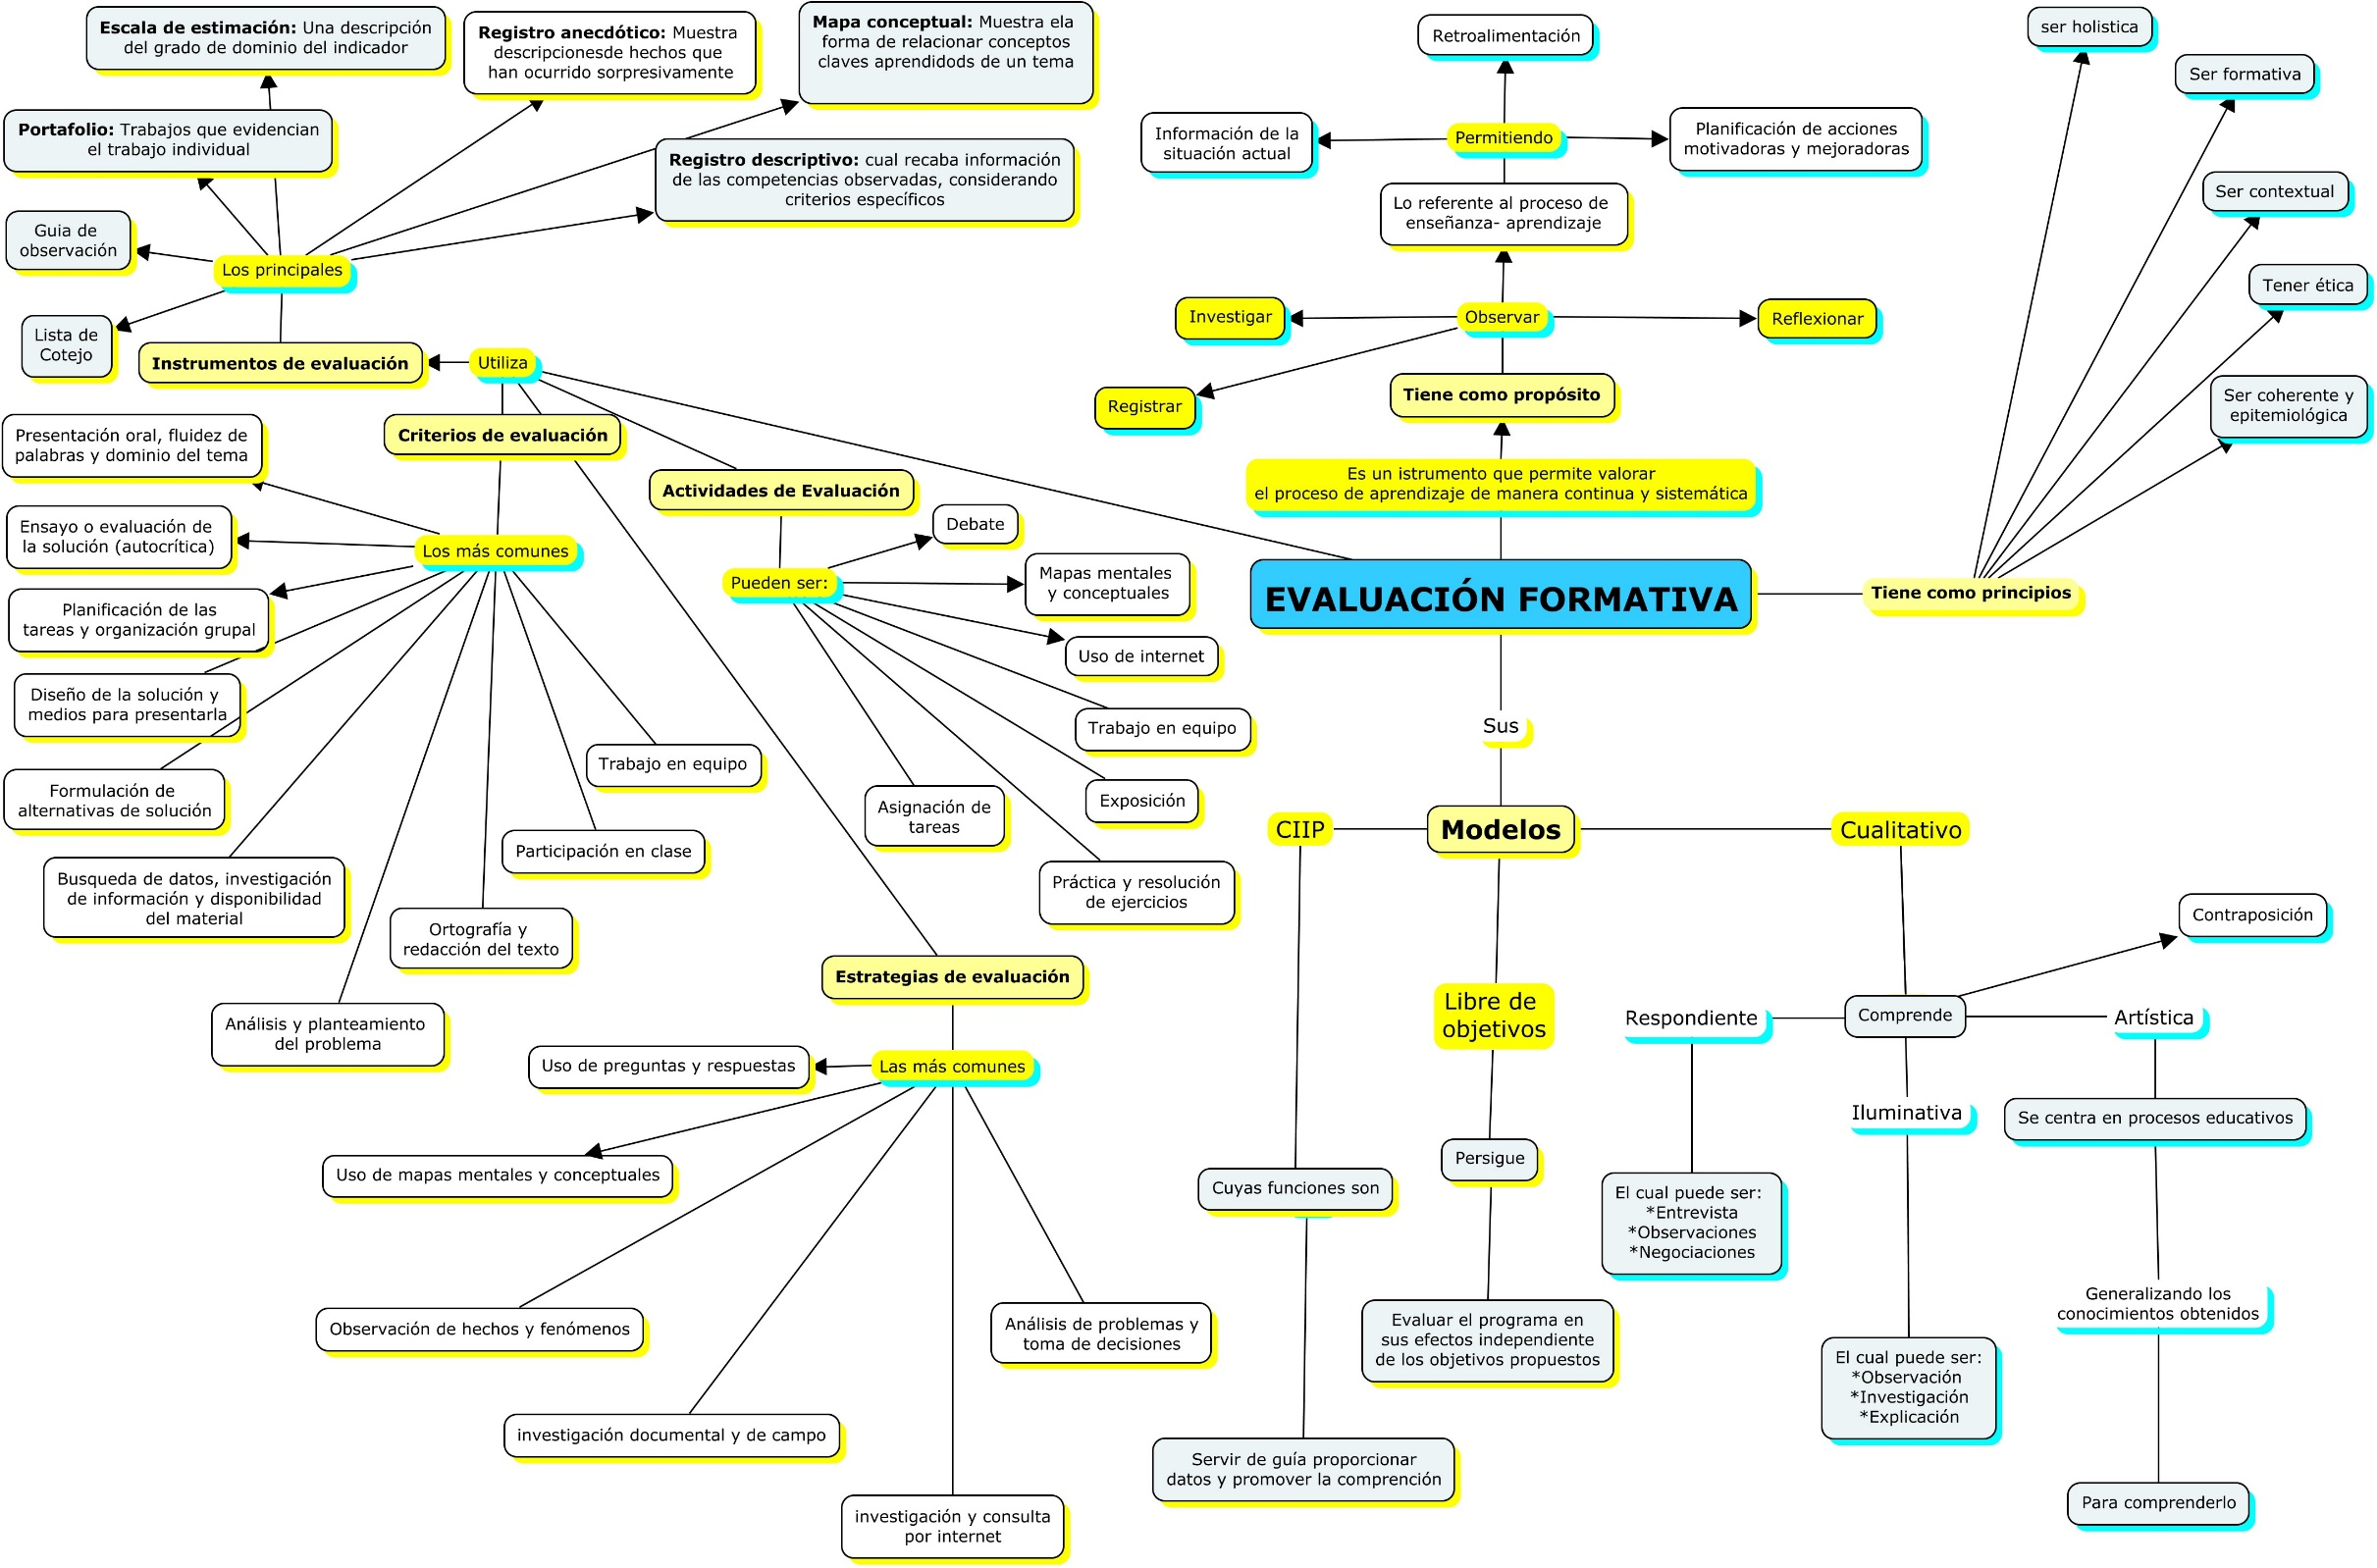 Escala de estimación: Una descripción
del grado de dominio del indicador
Registro anecdótico: Muestra
descripcionesde hechos que
han ocurrido sorpresivamente
Mapa conceptual: Muestra ela
forma de relacionar conceptos
claves aprendidods de un tema
Portafolio: Trabajos que evidencian
el trabajo individual
Registro descriptivo: cual recaba información
de las competencias observadas, considerando
criterios específicos
Guia de
observación
Los principales
Lista de
Cotejo
Instrumentos de evaluación
Utiliza
Retroalimentación
Información de la
situación actual
Permitiendo
Planificación de acciones
motivadoras y mejoradoras
Lo referente al proceso de
enseñanza- aprendizaje
Investigar
Observar
Reflexionar
Registrar
Tiene como propósito
Es un istrumento que permite valorar
el proceso de aprendizaje de manera continua y sistemática
EVALUACIÓN FORMATIVA
ser holistica
Ser formativa
Ser contextual
Tener ética
Ser coherente y
epitemiológica
Tiene como principios
Criterios de evaluación
Presentación oral, fluidez de
palabras y dominio del tema
Ensayo o evaluación de
la solución (autocrítica)
Los más comunes
Planificación de las
tareas y organización grupal
Diseño de la solución y
medios para presentarla
Formulación de
alternativas de solución
Busqueda de datos, investigación
de información y disponibilidad
del material
Análisis y planteamiento
del problema
Ortografía y
redacción del texto
Participación en clase
Trabajo en equipo
Actividades de Evaluación
Pueden ser:
Debate
Mapas mentales
y conceptuales
Uso de internet
Trabajo en equipo
Exposición
Práctica y resolución
de ejercicios
Asignación de
tareas
Estrategias de evaluación
Las más comunes
Uso de preguntas y respuestas
Uso de mapas mentales y conceptuales
Observación de hechos y fenómenos
investigación documental y de campo
investigación y consulta
por internet
Análisis de problemas y
toma de decisiones
Sus
CIIP
Modelos
Cualitativo
Cuyas funciones son
Servir de guía proporcionar
datos y promover la comprención
Libre de
objetivos
Persigue
Evaluar el programa en
sus efectos independiente
de los objetivos propuestos
Contraposición
Respondiente
Comprende
Artística
El cual puede ser:
*Entrevista
*Observaciones
*Negociaciones
Iluminativa
El cual puede ser:
*Observación
*Investigación
*Explicación
Se centra en procesos educativos
Generalizando los
conocimientos obtenidos
Para comprenderlo